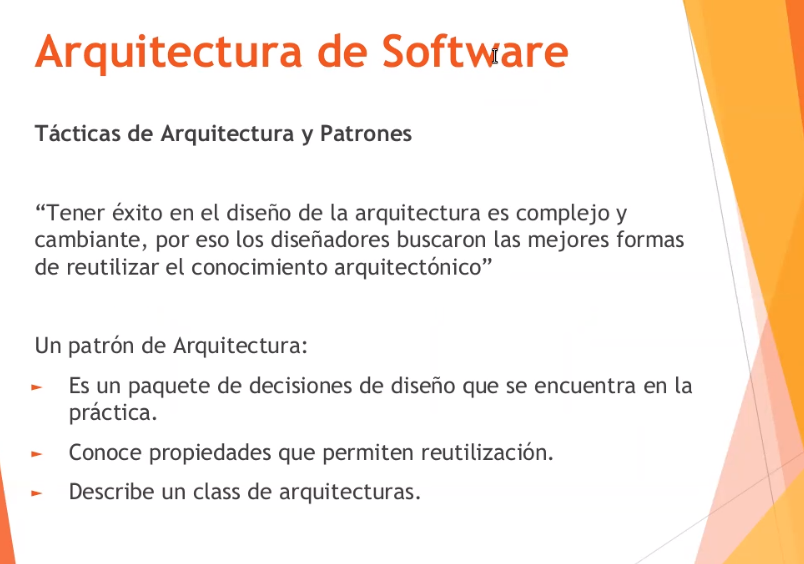 Arquitectura de Software
Tácticas de Arquitectura y Patrones
“Tener éxito en el diseño de la arquitectura es complejo y
cambiante, por eso los diseñadores buscaron las mejores formas
de reutilizar el conocimiento arquitectónico”
Un patrón de Arquitectura:
► Es un paquete de decisiones de diseño que se encuentra en la
práctica.
► Conoce propiedades que permiten reutilización.
► Describe un class de arquitecturas.